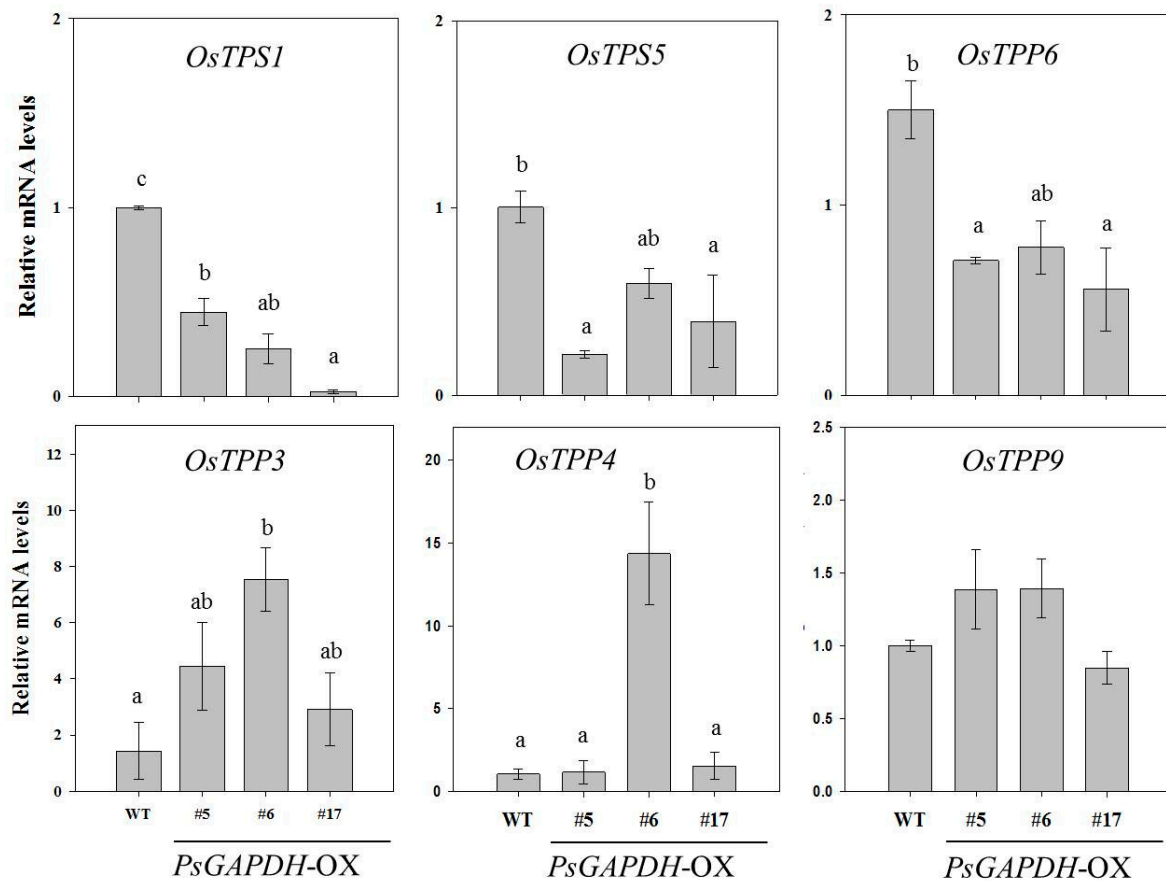 OsTPS1
2
1
0
Relative mRNA levels
c
b
ab
a
OsTPS5
2
1
0
b
a
ab
a
OsTPP6
2
1
0
b
a
ab
a
OsTPP3
12
10
8
6
4
2
0
Relative mRNA levels
a
ab
b
ab
WT #5 #6 #17
PsGAPDH-OX
OsTPP4
20
15
10
5
0
a
a
b
a
WT #5 #6 #17
PsGAPDH-OX
OsTPP9
2.5
2.0
1.5
1.0
0.5
0.0
WT #5 #6 #17
PsGAPDH-OX